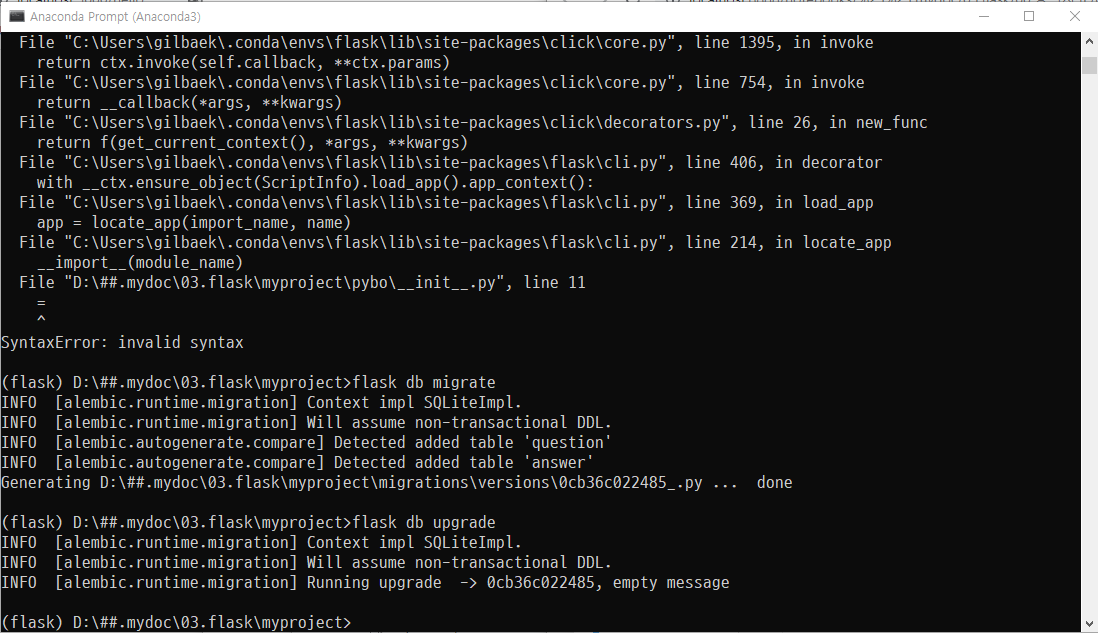 Anaconda Prompt (Anaconda3)
File "C:\Users\gilbaek\.conda\envs\flask\lib\site-packages\click\core.py", line 1395, in invoke
return ctx.invoke(self.callback, **ctx.params)
File "C:\Users\gilbaek\.conda\envs\flask\lib\site-packages\click\core.py", line 754, in invoke
return __callback(*args, **kwargs)
File "C:\Users\gilbaek\.conda\envs\flask\lib\site-packages\click\decorators.py", line 26, in new_func
return f(get_current_context(), *args, **kwargs)
File "C:\Users\gilbaek\.conda\envs\flask\lib\site-packages\flask\cli.py", line 406, in decorator
with __ctx.ensure_object(ScriptInfo).load_app().app_context():
File "C:\Users\gilbaek\.conda\envs\flask\lib\site-packages\flask\cli.py", line 369, in load_app
app = locate_app(import_name, name)
File "C:\Users\gilbaek\.conda\envs\flask\lib\site-packages\flask\cli.py", line 214, in locate_app
__import__(module_name)
File "D:\##.mydoc\03.flask\myproject\pybo\__init__.py", line 11
=
^
SyntaxError: invalid syntax
(flask) D:\##.mydoc\03.flask\myproject>flask db migrate
INFO  [alembic.runtime.migration] Context impl SQLiteImpl.
INFO  [alembic.runtime.migration] Will assume non-transactional DDL.
INFO  [alembic.autogenerate.compare] Detected added table 'question'
INFO  [alembic.autogenerate.compare] Detected added table 'answer'
Generating D:\##.mydoc\03.flask\myproject\migrations\versions\0cb36c022485_.py ...  done
(flask) D:\##.mydoc\03.flask\myproject>flask db upgrade
INFO  [alembic.runtime.migration] Context impl SQLiteImpl.
INFO  [alembic.runtime.migration] Will assume non-transactional DDL.
INFO  [alembic.runtime.migration] Running upgrade  -> 0cb36c022485, empty message
(flask) D:\##.mydoc\03.flask\myproject>